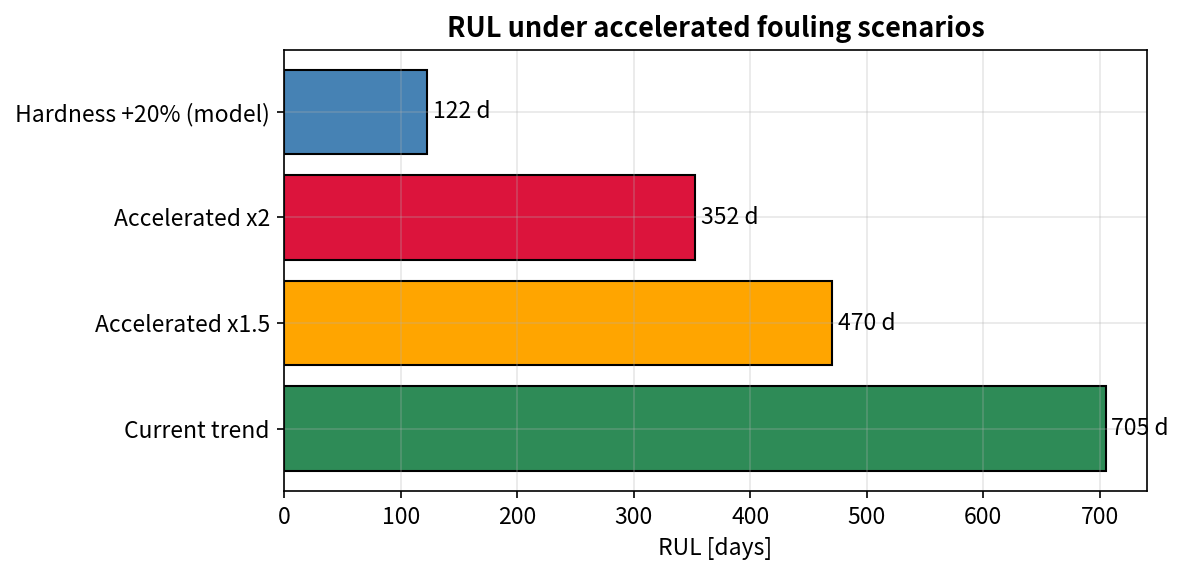 RUL under accelerated fouling scenarios
Hardness +20% (model)
122 d
Accelerated x2
352 d
Accelerated x1.5
470 d
Current trend
705 d
0 100 200 300 400 500 600 700
RUL [days]